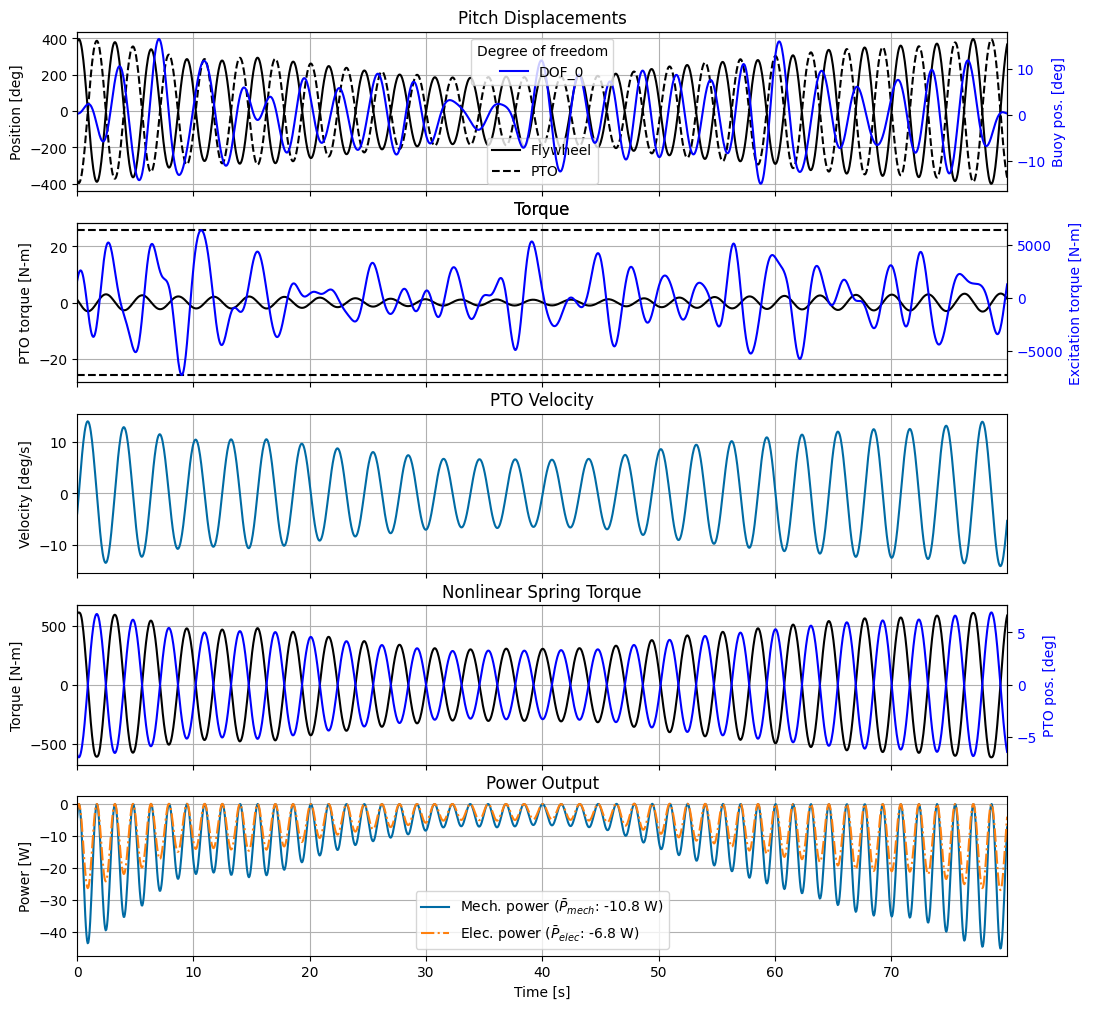 Pitch Displacements
Position [deg]
400
200
0
−200
−400
Degree of freedom
DOF_0
Flywheel
PTO
10
0
−10
Buoy pos. [deg]
Torque
PTO torque [N-m]
20
0
−20
5000
0
−5000
Excitation torque [N-m]
PTO Velocity
Velocity [deg/s]
10
0
−10
Nonlinear Spring Torque
Torque [N-m]
500
0
−500
5
0
−5
PTO pos. [deg]
Power Output
Power [W]
0
−10
−20
−30
−40
Mech. power (P̄mech: -10.8 W)
Elec. power (P̄elec: -6.8 W)
0 10 20 30 40 50 60 70
Time [s]